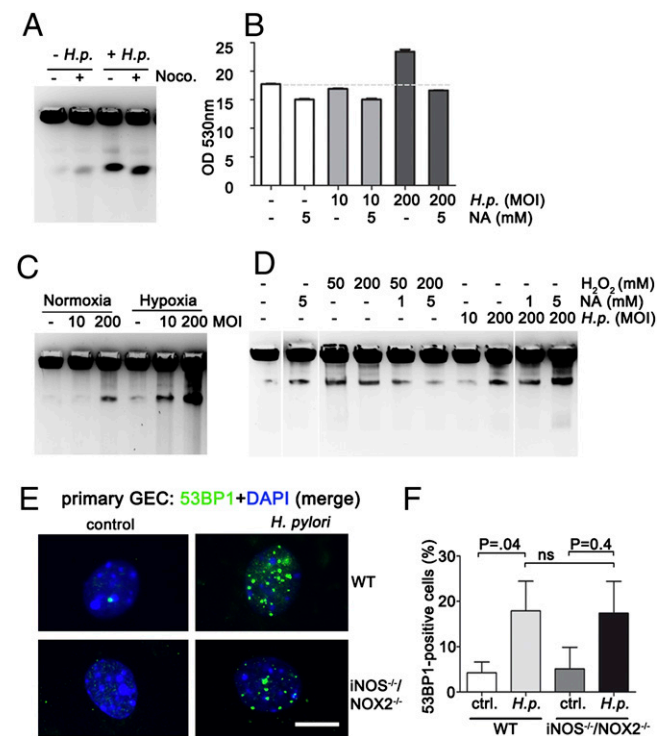 A
- H.p. + H.p.
- + - + Noco.
B
OD 530nm
25
20
15
10
5
0
- - 10 10 200 200 H.p. (MOI)
- 5 - 5 - 5 NA (mM)
C
Normoxia Hypoxia
- 10 200 - 10 200 MOI
D
- - 50 200 50 200 - - - - H2O2 (mM)
- 5 - - 1 5 - - 1 5 NA (mM)
- - - - - - 10 200 200 200 H.p. (MOI)
E
primary GEC: 53BP1+DAPI (merge)
control H. pylori
WT
iNOS-/-/
NOX2-/-
F
53BP1-positive cells (%)
P=.04 P=0.4
ns
30
20
10
0
ctrl. H.p. ctrl. H.p.
WT iNOS-/-/NOX2-/-